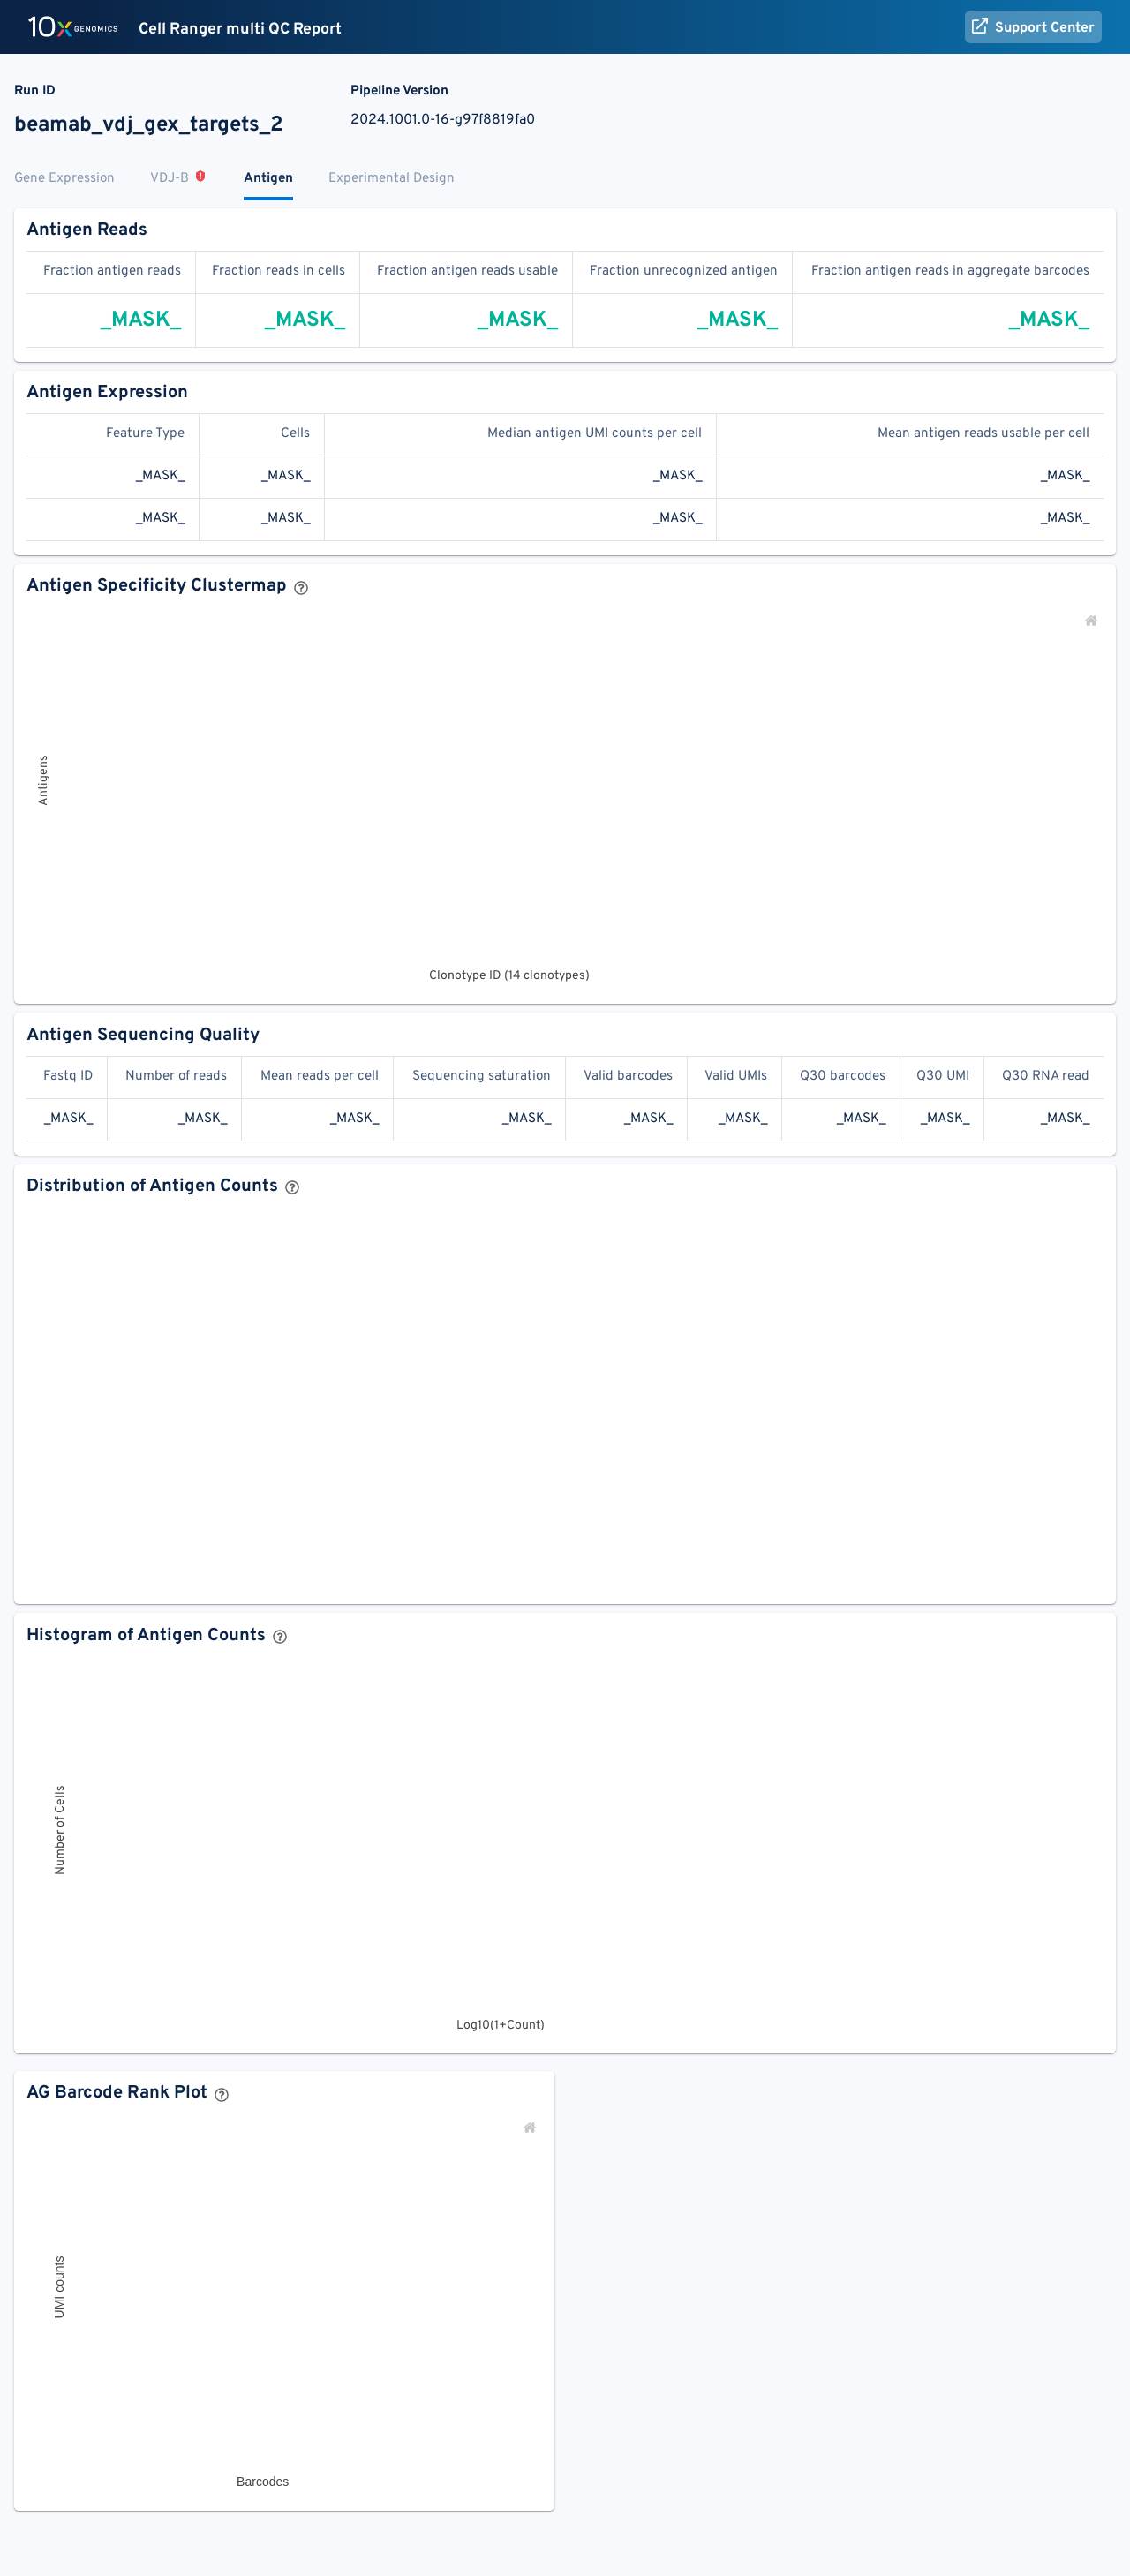 10x GENOMICS Cell Ranger multi QC Report Support Center
Run ID Pipeline Version
beamab_vdj_gex_targets_2 2024.1001.0-16-g97f8819fa0
Gene Expression VDJ-B Antigen Experimental Design
Antigen Reads
Fraction antigen reads Fraction reads in cells Fraction antigen reads usable Fraction unrecognized antigen Fraction antigen reads in aggregate barcodes
_MASK_ _MASK_ _MASK_ _MASK_ _MASK_
Antigen Expression
Feature Type Cells Median antigen UMI counts per cell Mean antigen reads usable per cell
_MASK_ _MASK_ _MASK_ _MASK_
_MASK_ _MASK_ _MASK_ _MASK_
Antigen Specificity Clustermap
Antigens
Clonotype ID (14 clonotypes)
Antigen Sequencing Quality
Fastq ID Number of reads Mean reads per cell Sequencing saturation Valid barcodes Valid UMIs Q30 barcodes Q30 UMI Q30 RNA read
_MASK_ _MASK_ _MASK_ _MASK_ _MASK_ _MASK_ _MASK_ _MASK_ _MASK_
Distribution of Antigen Counts
Histogram of Antigen Counts
Number of Cells
Log10(1+Count)
AG Barcode Rank Plot
UMI counts
Barcodes